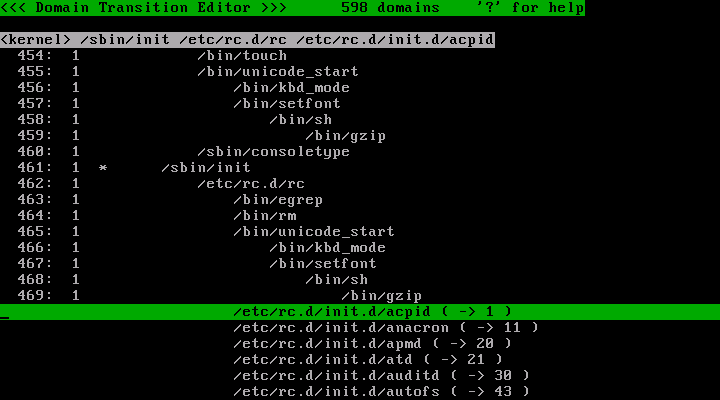 <<< Domain Transition Editor >>>      598 domains    '?' for help
<kernel> /sbin/init /etc/rc.d/rc /etc/rc.d/init.d/acpid
454:  1             /bin/touch
455:  1             /bin/unicode_start
456:  1                 /bin/kbd_mode
457:  1                 /bin/setfont
458:  1                     /bin/sh
459:  1                         /bin/gzip
460:  1             /sbin/consoletype
461:  1  *      /sbin/init
462:  1             /etc/rc.d/rc
463:  1                 /bin/egrep
464:  1                 /bin/rm
465:  1                 /bin/unicode_start
466:  1                     /bin/kbd_mode
467:  1                     /bin/setfont
468:  1                         /bin/sh
469:  1                             /bin/gzip
/etc/rc.d/init.d/acpid ( -> 1 )
/etc/rc.d/init.d/anacron ( -> 11 )
/etc/rc.d/init.d/apmd ( -> 20 )
/etc/rc.d/init.d/atd ( -> 21 )
/etc/rc.d/init.d/auditd ( -> 30 )
/etc/rc.d/init.d/autofs ( -> 43 )